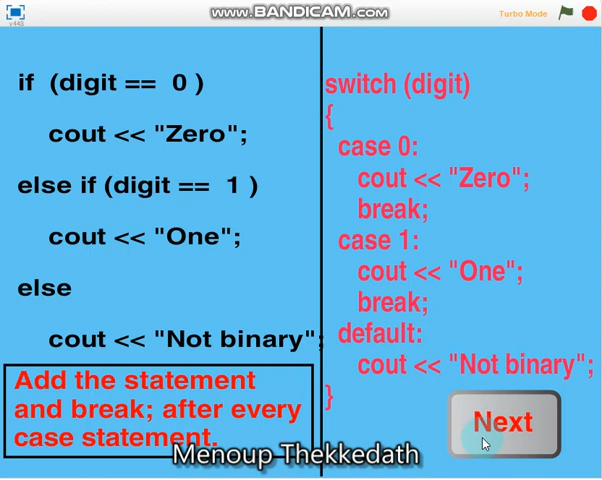 www.BANDICAM.com
Turbo Mode
v443
if (digit == 0 )
cout << "Zero";
else if (digit == 1 )
cout << "One";
else
cout << "Not binary";
Add the statement
and break; after every
case statement.
switch (digit)
{
case 0:
cout << "Zero";
break;
case 1:
cout << "One";
break;
default:
cout << "Not binary";
}
Next
Menoup Thekkedath